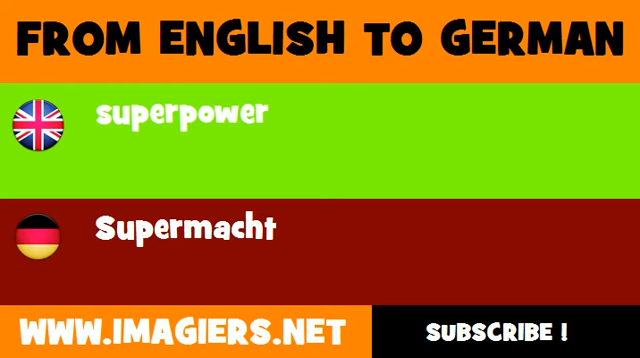 FROM ENGLISH TO GERMAN
superpower
Supermacht
WWW.IMAGIERS.NET
SUBSCRIBE !